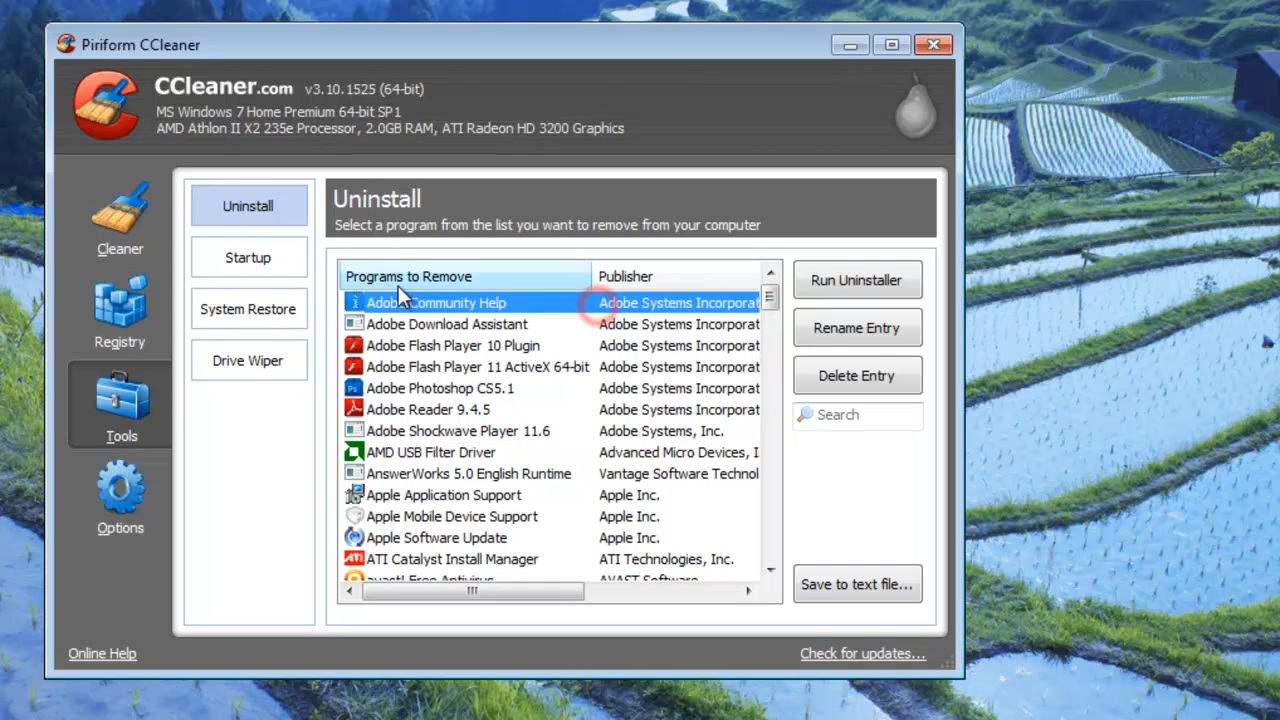 Piriform CCleaner
CCleaner.com v3.10.1525 (64-bit)
MS Windows 7 Home Premium 64-bit SP1
AMD Athlon II X2 235e Processor, 2.0GB RAM, ATI Radeon HD 3200 Graphics
Cleaner
Registry
Tools
Options
Uninstall
Startup
System Restore
Drive Wiper
Uninstall
Select a program from the list you want to remove from your computer
Programs to Remove Publisher
Adobe Community Help Adobe Systems Incorporat
Adobe Download Assistant Adobe Systems Incorporat
Adobe Flash Player 10 Plugin Adobe Systems Incorporat
Adobe Flash Player 11 ActiveX 64-bit Adobe Systems Incorporat
Adobe Photoshop CS5.1 Adobe Systems Incorporat
Adobe Reader 9.4.5 Adobe Systems Incorporat
Adobe Shockwave Player 11.6 Adobe Systems, Inc.
AMD USB Filter Driver Advanced Micro Devices, I
AnswerWorks 5.0 English Runtime Vantage Software Technol
Apple Application Support Apple Inc.
Apple Mobile Device Support Apple Inc.
Apple Software Update Apple Inc.
ATI Catalyst Install Manager ATI Technologies, Inc.
avast! Free Antivirus AVAST Software
Run Uninstaller
Rename Entry
Delete Entry
Search
Save to text file...
Online Help
Check for updates...